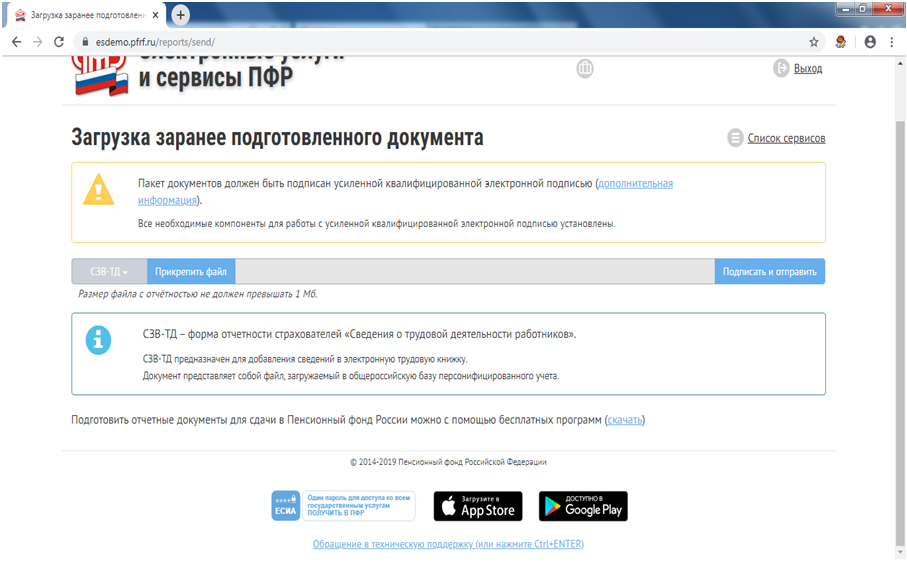 Загрузка заранее подготовленн
esdemo.pfrf.ru/reports/send/
Электронные услуги
и сервисы ПФР
Выход
Загрузка заранее подготовленного документа
Список сервисов
Пакет документов должен быть подписан усиленной квалифицированной электронной подписью (дополнительная
информация).
Все необходимые компоненты для работы с усиленной квалифицированной электронной подписью установлены.
СЗВ-ТД
Прикрепить файл
Подписать и отправить
Размер файла с отчётностью не должен превышать 1 Мб.
СЗВ-ТД – форма отчетности страхователей «Сведения о трудовой деятельности работников».
СЗВ-ТД предназначен для добавления сведений в электронную трудовую книжку.
Документ представляет собой файл, загружаемый в общероссийскую базу персонифицированного учета.
Подготовить отчетные документы для сдачи в Пенсионный фонд России можно с помощью бесплатных программ (скачать)
© 2014-2019 Пенсионный фонд Российской Федерации
ЕСИА
Один пароль для доступа ко всем
государственным услугам
ПОЛУЧИТЬ В ПФР
Загрузите в
App Store
ДОСТУПНО В
Google Play
Обращение в техническую поддержку (или нажмите Ctrl+ENTER)